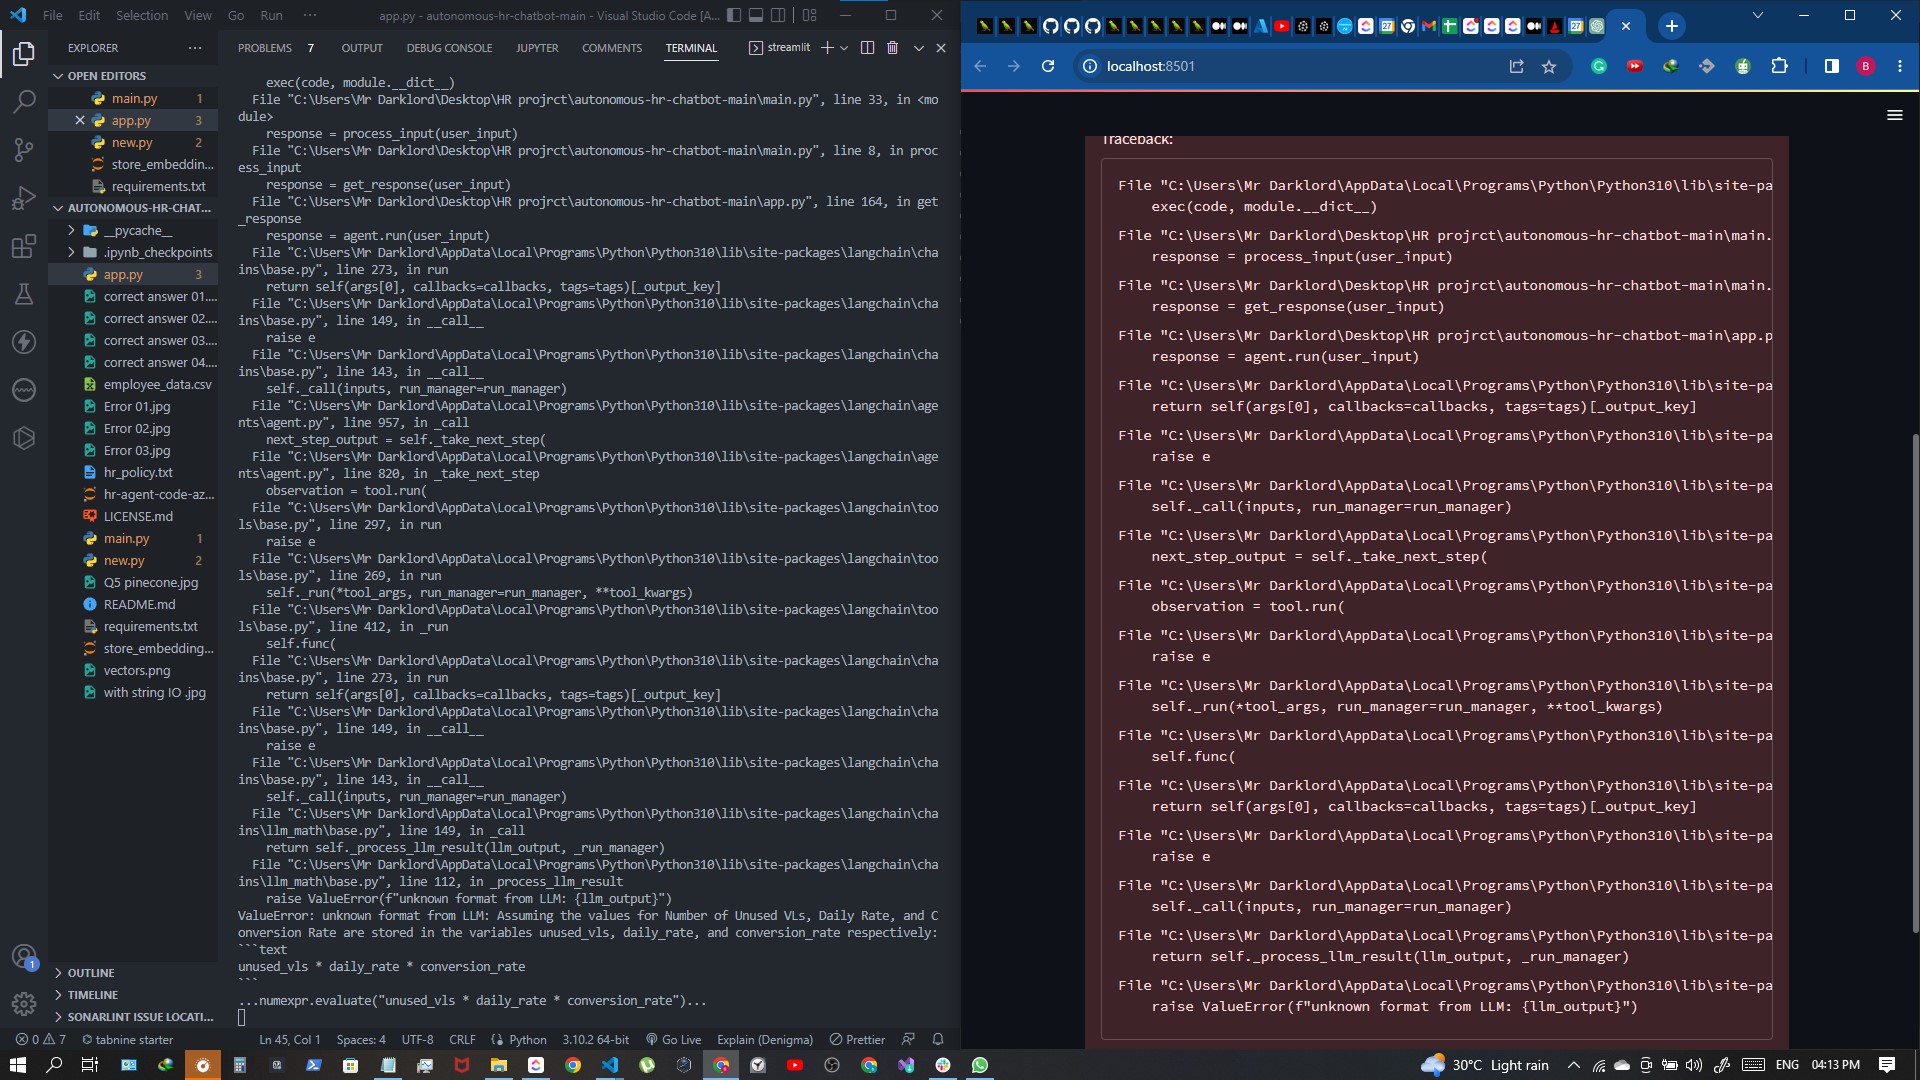 File Edit Selection View Go Run ···
app.py - autonomous-hr-chatbot-main - Visual Studio Code [A...
EXPLORER ···
OPEN EDITORS
main.py 1
app.py 3
new.py 2
store_embeddin...
requirements.txt
AUTONOMOUS-HR-CHAT...
__pycache__
.ipynb_checkpoints
app.py 3
correct answer 01....
correct answer 02....
correct answer 03....
correct answer 04....
employee_data.csv
Error 01.jpg
Error 02.jpg
Error 03.jpg
hr_policy.txt
hr-agent-code-az...
LICENSE.md
main.py 1
new.py 2
Q5 pinecone.jpg
README.md
requirements.txt
store_embedding...
vectors.png
with string IO .jpg
OUTLINE
TIMELINE
SONARLINT ISSUE LOCATI...
PROBLEMS 7 OUTPUT DEBUG CONSOLE JUPYTER COMMENTS TERMINAL streamlit
exec(code, module.__dict__)
File "C:\Users\Mr Darklord\Desktop\HR projrct\autonomous-hr-chatbot-main\main.py", line 33, in <mo
dule>
response = process_input(user_input)
File "C:\Users\Mr Darklord\Desktop\HR projrct\autonomous-hr-chatbot-main\main.py", line 8, in proc
ess_input
response = get_response(user_input)
File "C:\Users\Mr Darklord\Desktop\HR projrct\autonomous-hr-chatbot-main\app.py", line 164, in get
_response
response = agent.run(user_input)
File "C:\Users\Mr Darklord\AppData\Local\Programs\Python\Python310\lib\site-packages\langchain\cha
ins\base.py", line 273, in run
return self(args[0], callbacks=callbacks, tags=tags)[_output_key]
File "C:\Users\Mr Darklord\AppData\Local\Programs\Python\Python310\lib\site-packages\langchain\cha
ins\base.py", line 149, in __call__
raise e
File "C:\Users\Mr Darklord\AppData\Local\Programs\Python\Python310\lib\site-packages\langchain\cha
ins\base.py", line 143, in __call__
self._call(inputs, run_manager=run_manager)
File "C:\Users\Mr Darklord\AppData\Local\Programs\Python\Python310\lib\site-packages\langchain\age
nts\agent.py", line 957, in _call
next_step_output = self._take_next_step(
File "C:\Users\Mr Darklord\AppData\Local\Programs\Python\Python310\lib\site-packages\langchain\age
nts\agent.py", line 820, in _take_next_step
observation = tool.run(
File "C:\Users\Mr Darklord\AppData\Local\Programs\Python\Python310\lib\site-packages\langchain\too
ls\base.py", line 297, in run
raise e
File "C:\Users\Mr Darklord\AppData\Local\Programs\Python\Python310\lib\site-packages\langchain\too
ls\base.py", line 269, in run
self._run(*tool_args, run_manager=run_manager, **tool_kwargs)
File "C:\Users\Mr Darklord\AppData\Local\Programs\Python\Python310\lib\site-packages\langchain\too
ls\base.py", line 412, in _run
self.func(
File "C:\Users\Mr Darklord\AppData\Local\Programs\Python\Python310\lib\site-packages\langchain\cha
ins\base.py", line 273, in run
return self(args[0], callbacks=callbacks, tags=tags)[_output_key]
File "C:\Users\Mr Darklord\AppData\Local\Programs\Python\Python310\lib\site-packages\langchain\cha
ins\base.py", line 149, in __call__
raise e
File "C:\Users\Mr Darklord\AppData\Local\Programs\Python\Python310\lib\site-packages\langchain\cha
ins\base.py", line 143, in __call__
self._call(inputs, run_manager=run_manager)
File "C:\Users\Mr Darklord\AppData\Local\Programs\Python\Python310\lib\site-packages\langchain\cha
ins\llm_math\base.py", line 149, in _call
return self._process_llm_result(llm_output, _run_manager)
File "C:\Users\Mr Darklord\AppData\Local\Programs\Python\Python310\lib\site-packages\langchain\cha
ins\llm_math\base.py", line 112, in _process_llm_result
raise ValueError(f"unknown format from LLM: {llm_output}")
ValueError: unknown format from LLM: Assuming the values for Number of Unused VLs, Daily Rate, and C
onversion Rate are stored in the variables unused_vls, daily_rate, and conversion_rate respectively:
```text
unused_vls * daily_rate * conversion_rate
```
...numexpr.evaluate("unused_vls * daily_rate * conversion_rate")...
0 7 tabnine starter Ln 45, Col 1 Spaces: 4 UTF-8 CRLF Python 3.10.2 64-bit Go Live Explain (Denigma) Prettier
localhost:8501
B
Traceback:
File "C:\Users\Mr Darklord\AppData\Local\Programs\Python\Python310\lib\site-pa
exec(code, module.__dict__)
File "C:\Users\Mr Darklord\Desktop\HR projrct\autonomous-hr-chatbot-main\main.
response = process_input(user_input)
File "C:\Users\Mr Darklord\Desktop\HR projrct\autonomous-hr-chatbot-main\main.
response = get_response(user_input)
File "C:\Users\Mr Darklord\Desktop\HR projrct\autonomous-hr-chatbot-main\app.p
response = agent.run(user_input)
File "C:\Users\Mr Darklord\AppData\Local\Programs\Python\Python310\lib\site-pa
return self(args[0], callbacks=callbacks, tags=tags)[_output_key]
File "C:\Users\Mr Darklord\AppData\Local\Programs\Python\Python310\lib\site-pa
raise e
File "C:\Users\Mr Darklord\AppData\Local\Programs\Python\Python310\lib\site-pa
self._call(inputs, run_manager=run_manager)
File "C:\Users\Mr Darklord\AppData\Local\Programs\Python\Python310\lib\site-pa
next_step_output = self._take_next_step(
File "C:\Users\Mr Darklord\AppData\Local\Programs\Python\Python310\lib\site-pa
observation = tool.run(
File "C:\Users\Mr Darklord\AppData\Local\Programs\Python\Python310\lib\site-pa
raise e
File "C:\Users\Mr Darklord\AppData\Local\Programs\Python\Python310\lib\site-pa
self._run(*tool_args, run_manager=run_manager, **tool_kwargs)
File "C:\Users\Mr Darklord\AppData\Local\Programs\Python\Python310\lib\site-pa
self.func(
File "C:\Users\Mr Darklord\AppData\Local\Programs\Python\Python310\lib\site-pa
return self(args[0], callbacks=callbacks, tags=tags)[_output_key]
File "C:\Users\Mr Darklord\AppData\Local\Programs\Python\Python310\lib\site-pa
raise e
File "C:\Users\Mr Darklord\AppData\Local\Programs\Python\Python310\lib\site-pa
self._call(inputs, run_manager=run_manager)
File "C:\Users\Mr Darklord\AppData\Local\Programs\Python\Python310\lib\site-pa
return self._process_llm_result(llm_output, _run_manager)
File "C:\Users\Mr Darklord\AppData\Local\Programs\Python\Python310\lib\site-pa
raise ValueError(f"unknown format from LLM: {llm_output}")
30°C Light rain ENG 04:13 PM